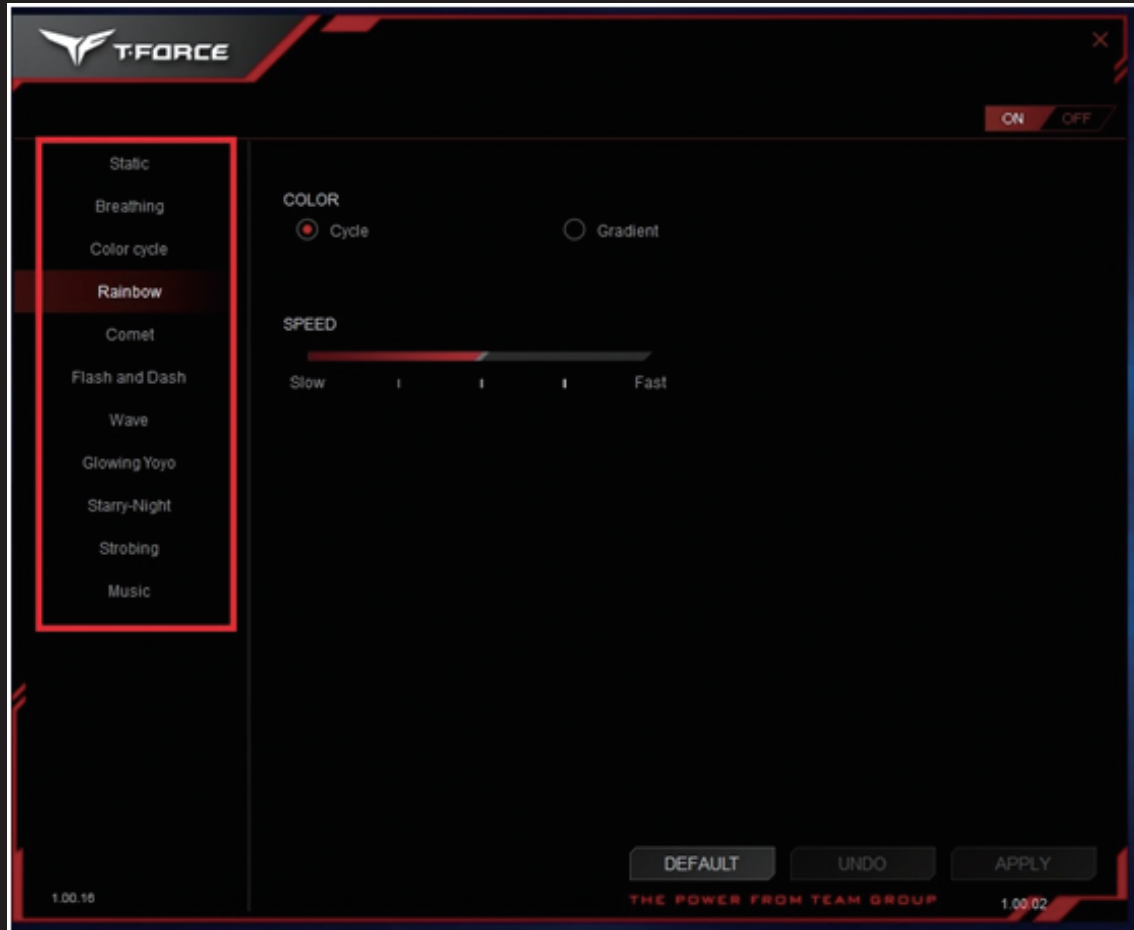 T-FORCE
ON OFF
Static
Breathing
Color cycle
Rainbow
Comet
Flash and Dash
Wave
Glowing Yoyo
Starry-Night
Strobing
Music
COLOR
Cycle Gradient
SPEED
Slow Fast
DEFAULT UNDO APPLY
1.00.16
THE POWER FROM TEAM GROUP
1.00.02